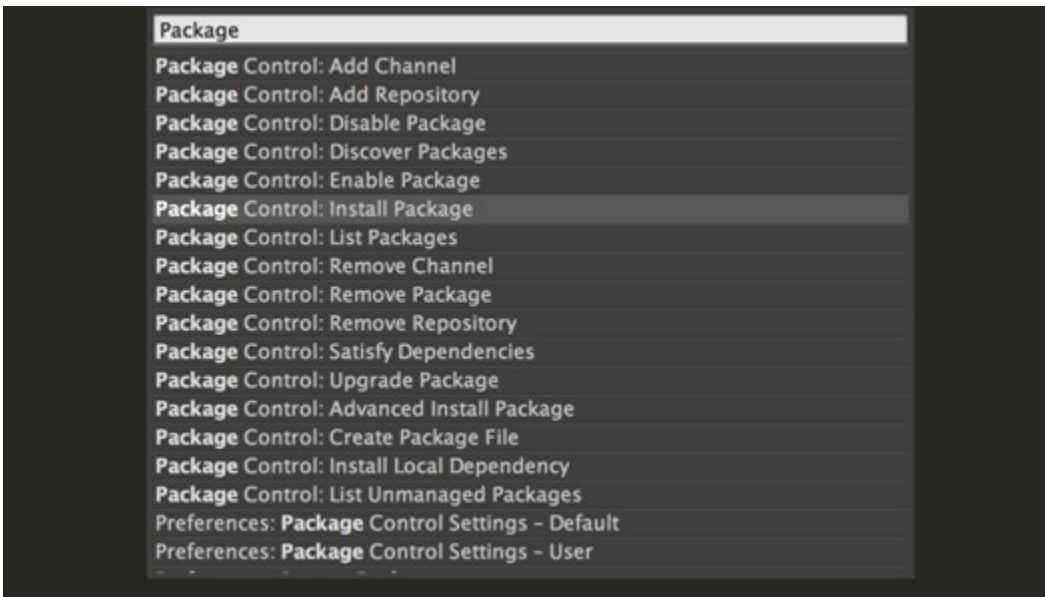 Package
Package Control: Add Channel
Package Control: Add Repository
Package Control: Disable Package
Package Control: Discover Packages
Package Control: Enable Package
Package Control: Install Package
Package Control: List Packages
Package Control: Remove Channel
Package Control: Remove Package
Package Control: Remove Repository
Package Control: Satisfy Dependencies
Package Control: Upgrade Package
Package Control: Advanced Install Package
Package Control: Create Package File
Package Control: Install Local Dependency
Package Control: List Unmanaged Packages
Preferences: Package Control Settings – Default
Preferences: Package Control Settings – User